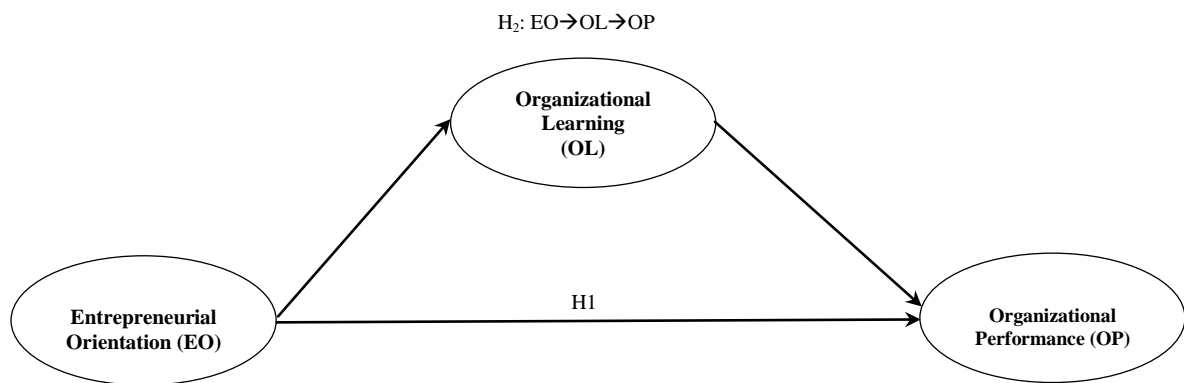 H₂: EO→OL→OP
Organizational
Learning
(OL)
H1
Entrepreneurial
Orientation (EO)
Organizational
Performance (OP)